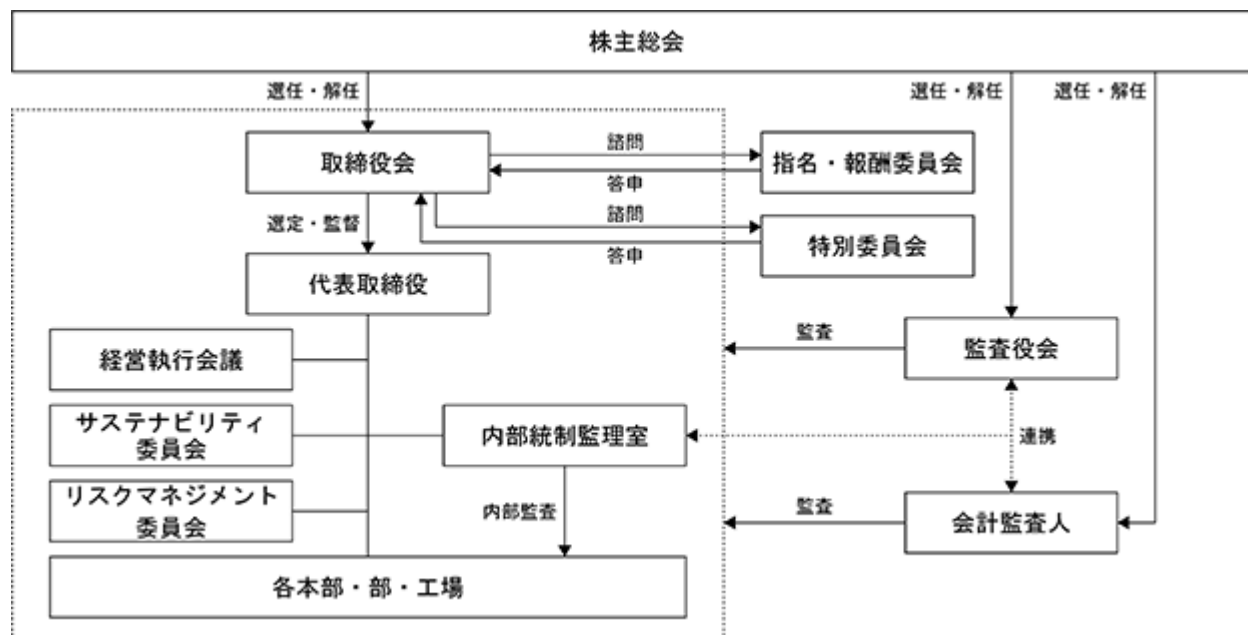 株主総会
選任・解任
選任・解任
選任・解任
取締役会
諮問
答申
指名・報酬委員会
選定・監督
諮問
答申
特別委員会
代表取締役
経営執行会議
監査
監査役会
サステナビリティ
委員会
内部統制監理室
連携
リスクマネジメント
委員会
内部監査
監査
会計監査人
各本部・部・工場